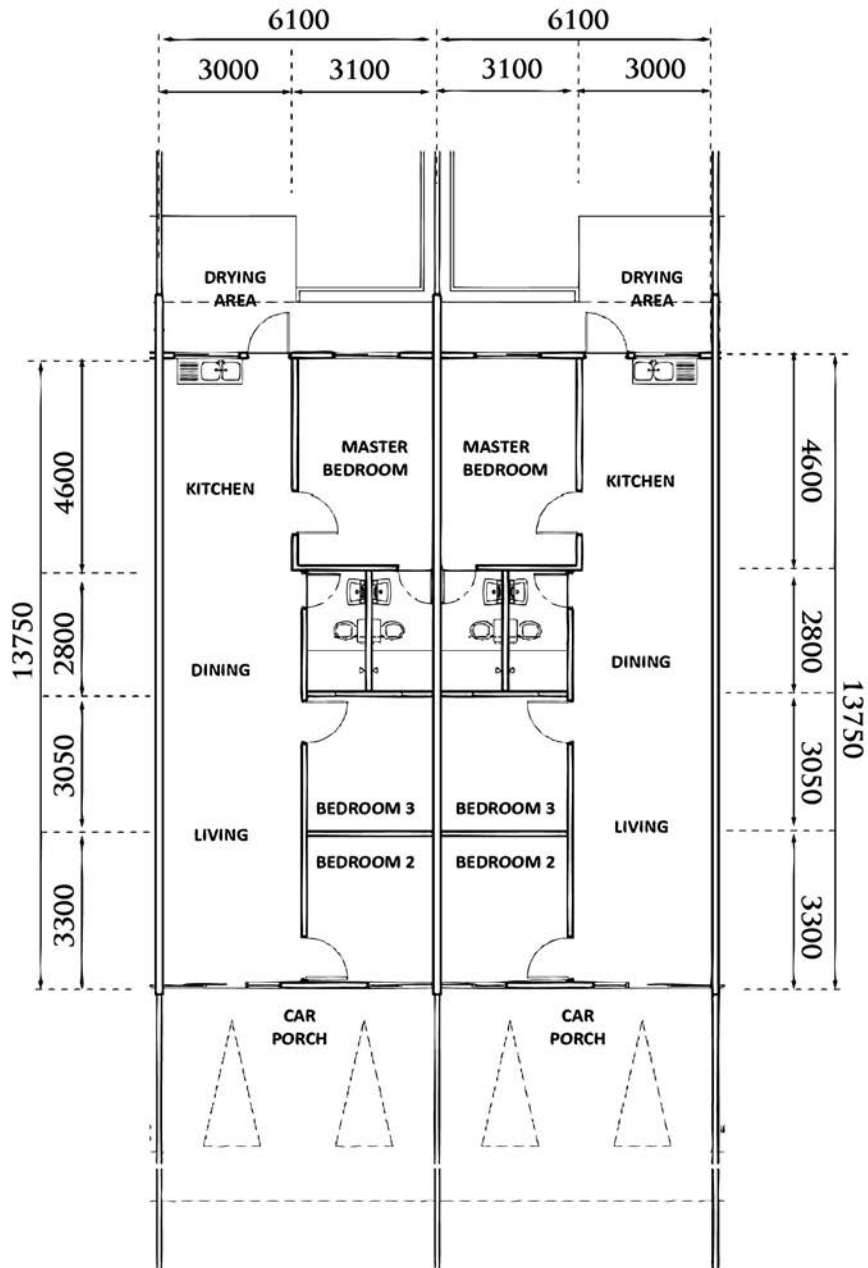 6100 6100
3000 3100 3100 3000
DRYING
AREA
DRYING
AREA
MASTER
BEDROOM
MASTER
BEDROOM
KITCHEN
KITCHEN
4600
4600
13750
2800
DINING
DINING
2800
13750
3050
BEDROOM 3
BEDROOM 3
3050
LIVING
LIVING
BEDROOM 2
BEDROOM 2
3300
3300
CAR
PORCH
CAR
PORCH